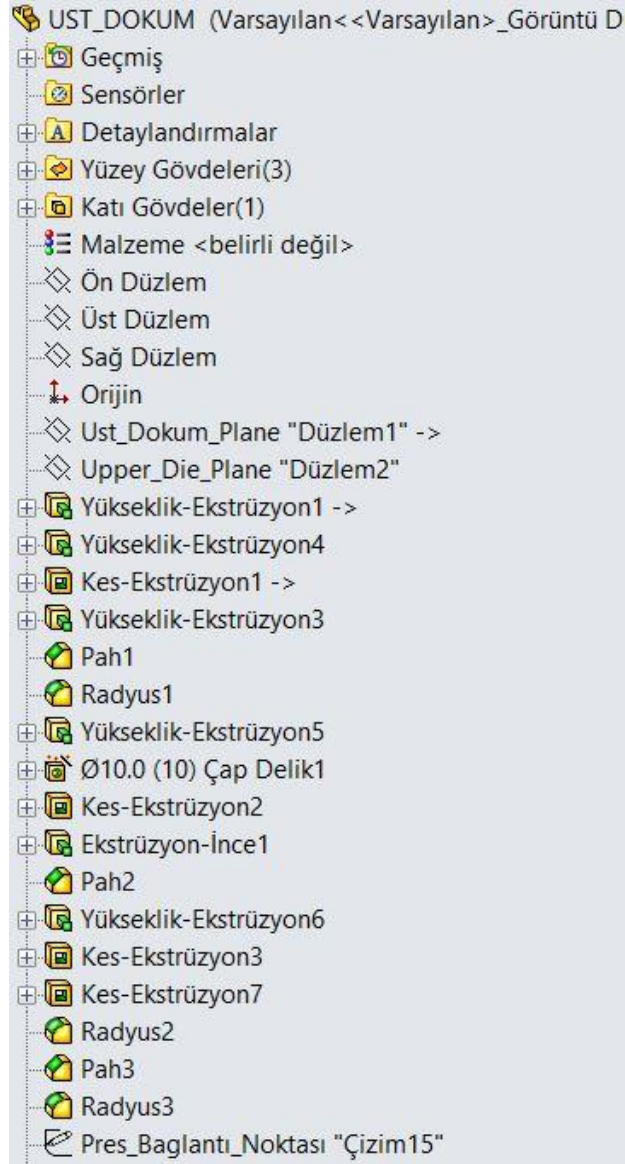 UST_DOKUM (Varsayılan<<Varsayılan>_Görüntü D
Geçmiş
Sensörler
Detaylandırmalar
Yüzey Gövdeleri(3)
Katı Gövdeler(1)
Malzeme <belirli değil>
Ön Düzlem
Üst Düzlem
Sağ Düzlem
Orijin
Ust_Dokum_Plane "Düzlem1" ->
Upper_Die_Plane "Düzlem2"
Yükseklik-Ekstrüzyon1 ->
Yükseklik-Ekstrüzyon4
Kes-Ekstrüzyon1 ->
Yükseklik-Ekstrüzyon3
Pah1
Radyus1
Yükseklik-Ekstrüzyon5
Ø10.0 (10) Çap Delik1
Kes-Ekstrüzyon2
Ekstrüzyon-İnce1
Pah2
Yükseklik-Ekstrüzyon6
Kes-Ekstrüzyon3
Kes-Ekstrüzyon7
Radyus2
Pah3
Radyus3
Pres_Baglantı_Noktası "Çizim15"